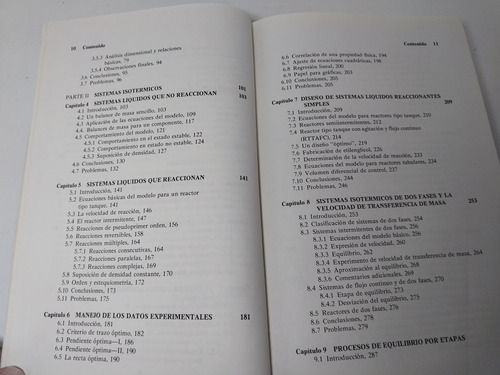 10 Contenido
3.5.3 Análisis dimensional y relaciones
básicas, 79
3.5.4 Observaciones finales, 94
3.6 Conclusiones, 95
3.7 Problemas, 96
PARTE II SISTEMAS ISOTERMICOS 101
Capítulo 4 SISTEMAS LIQUIDOS QUE NO REACCIONAN 103
4.1 Introducción, 103
4.2 Un balance de masa sencillo, 103
4.3 Aplicación de las ecuaciones del modelo, 109
4.4 Balances de masa para un componente, 117
4.5 Comportamiento del modelo, 121
4.5.1 Comportamiento en el estado estable, 122
4.5.2 Comportamiento en estado no estable, 124
4.5.3 Suposición de densidad, 127
4.6 Conclusiones, 130
4.7 Problemas, 132
Capítulo 5 SISTEMAS LIQUIDOS QUE REACCIONAN 141
5.1 Introducción, 141
5.2 Ecuaciones básicas del modelo para un reactor
tipo tanque, 141
5.3 La velocidad de reacción, 146
5.4 El reactor intermitente, 147
5.5 Reacciones de pseudoprimer orden, 156
5.6 Reacciones reversibles, 158
5.7 Reacciones múltiples, 164
5.7.1 Reacciones consecutivas, 164
5.7.2 Reacciones paralelas, 167
5.7.3 Reacciones complejas, 169
5.8 Suposición de densidad constante, 170
5.9 Orden y estequiometría, 172
5.10 Conclusiones, 173
5.11 Problemas, 175
Capítulo 6 MANEJO DE LOS DATOS EXPERIMENTALES 181
6.1 Introducción, 181
6.2 Criterio de trazo óptimo, 182
6.3 Pendiente óptima—I, 186
6.4 Pendiente óptima—II, 190
6.5 La recta óptima, 190
Contenido 11
6.6 Correlación de una propiedad física, 194
6.7 Ajuste de ecuaciones cuadráticas, 198
6.8 Regresión lineal, 200
6.9 Papel para gráficas, 203
6.10 Conclusiones, 205
6.11 Problemas, 205
Capítulo 7 DISEÑO DE SISTEMAS LIQUIDOS REACCIONANTES
SIMPLES 209
7.1 Introducción, 209
7.2 Ecuaciones del modelo para reactores tipo tanque, 210
7.3 Reactores semiintermitentes, 211
7.4 Reactor tipo tanque con agitación y flujo continuo
(RTTAFC), 211
7.5 Un diseño "óptimo", 219
7.6 Fabricación de etilenglicol, 226
7.7 Determinación de la velocidad de reacción, 233
7.8 Ecuaciones del modelo para reactores tubulares, 234
7.9 Volumen diferencial de control, 237
7.10 Conclusiones, 244
7.11 Problemas, 246
Capítulo 8 SISTEMAS ISOTERMICOS DE DOS FASES Y LA
VELOCIDAD DE TRANSFERENCIA DE MASA 253
8.1 Introducción, 253
8.2 Clasificación de sistemas de dos fases, 254
8.3 Sistemas intermitentes de dos fases, 256
8.3.1 Ecuaciones del modelo básico, 256
8.3.2 Expresión de velocidad, 260
8.3.3 Equilibrio, 262
8.3.4 Experimento de velocidad de transferencia de masa, 264
8.3.5 Aproximación al equilibrio, 268
8.3.6 Comentarios adicionales, 269
8.4 Sistemas de flujo continuo y de dos fases, 270
8.4.1 Etapa de equilibrio, 273
8.4.2 Desviación del equilibrio, 275
8.5 Reactores de dos fases, 276
8.6 Conclusiones, 278
8.7 Problemas, 279
Capítulo 9 PROCESOS DE EQUILIBRIO POR ETAPAS
9.1 Introducción, 287